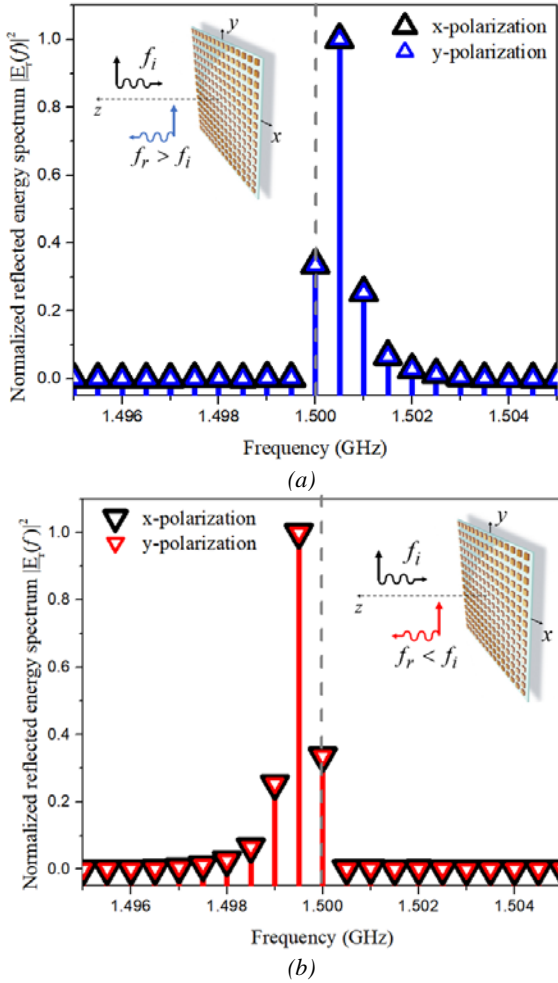 Normalized reflected energy spectrum |E_r(f)|²
1.0
0.8
0.6
0.4
0.2
0.0
x-polarization
y-polarization
f_i
y
z
x
f_r > f_i
1.496 1.498 1.500 1.502 1.504
Frequency (GHz)
(a)
Normalized reflected energy spectrum |E_r(f)|²
1.0
0.8
0.6
0.4
0.2
0.0
x-polarization
y-polarization
f_i
y
z
x
f_r < f_i
1.496 1.498 1.500 1.502 1.504
Frequency (GHz)
(b)